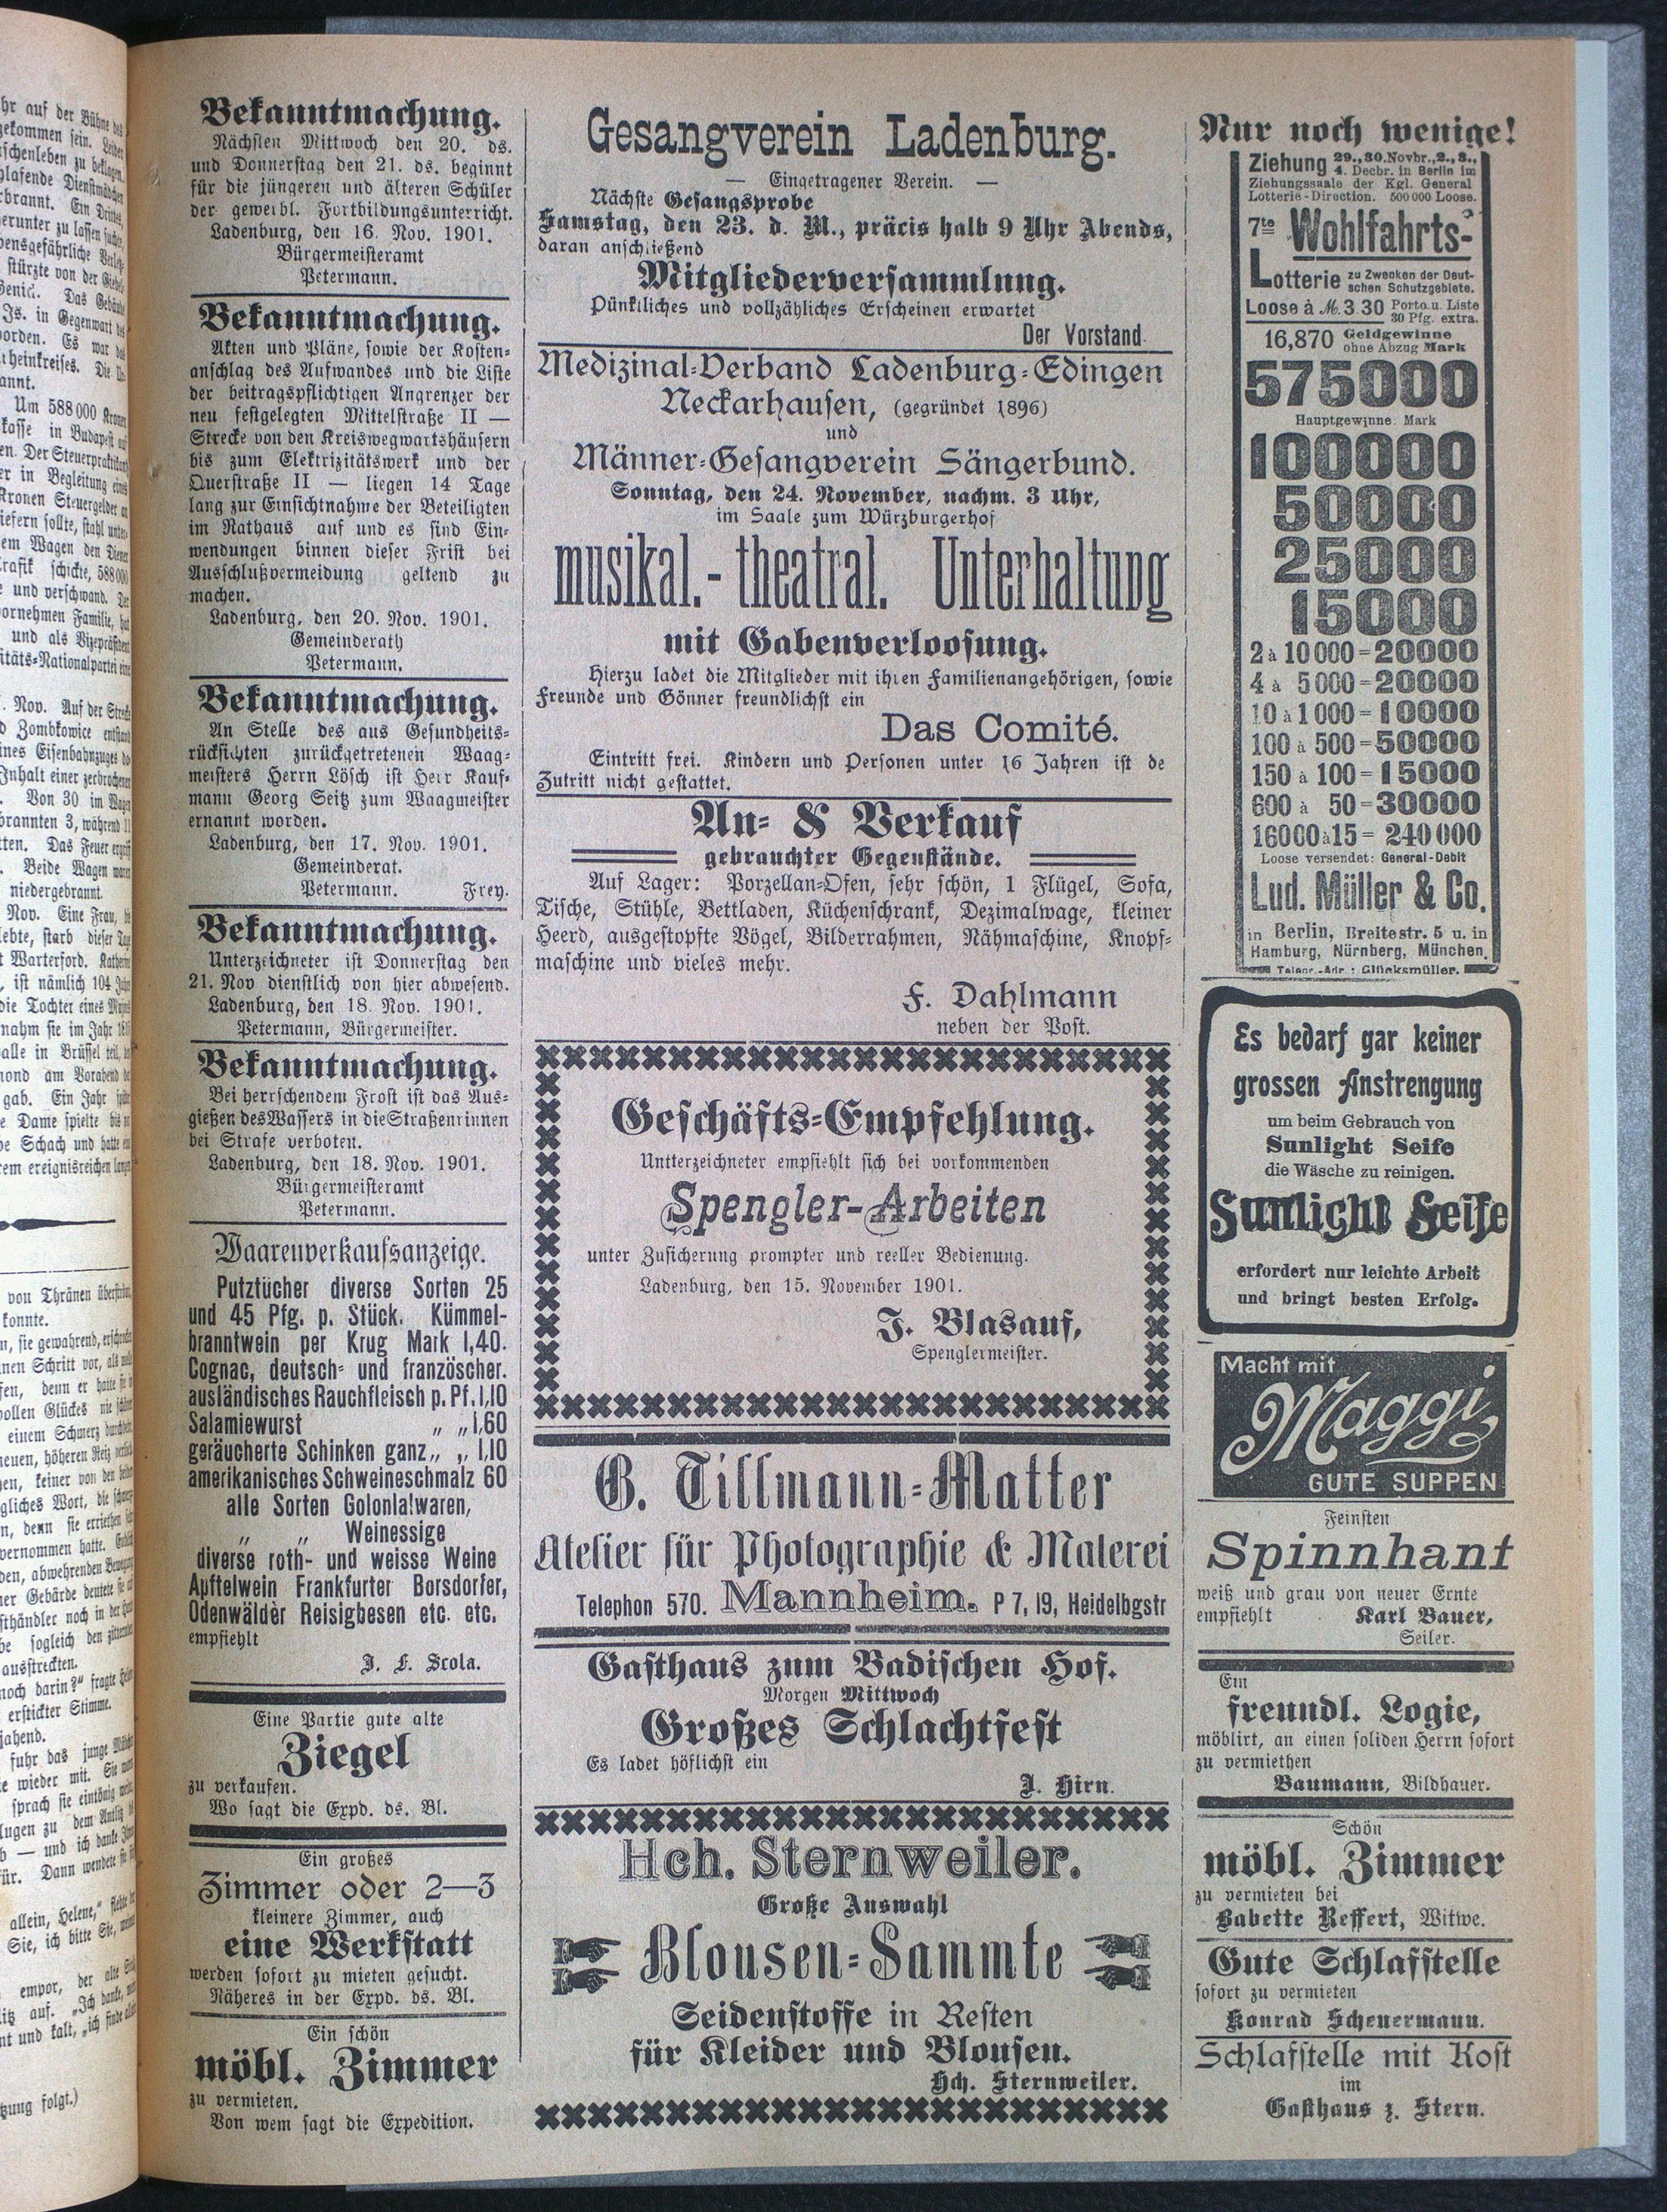 Bekanntmachung.
Nächsten Mittwoch den 20. ds.
und Donnerstag den 21. ds. beginnt
für die jüngeren und älteren Schüler
der gewerbl. Fortbildungsunterricht.
Ladenburg, den 16. Nov. 1901.
Bürgermeisteramt
Petermann.
Bekanntmachung.
Akten und Pläne, sowie der Kosten-
anschlag des Aufwandes und die Liste
der beitragspflichtigen Angrenzer der
neu festgelegten Mittelstraße II —
Strecke von den Kreiswegwartshäusern
bis zum Elektrizitätswerk und der
Querstraße II — liegen 14 Tage
lang zur Einsichtnahme der Beteiligten
im Rathaus auf und es sind Ein-
wendungen binnen dieser Frist bei
Ausschlußvermeidung geltend zu
machen.
Ladenburg, den 20. Nov. 1901.
Gemeinderath
Petermann.
Bekanntmachung.
An Stelle des aus Gesundheits-
rücksichten zurückgetretenen Waag-
meisters Herrn Lösch ist Herr Kauf-
mann Georg Seitz zum Waagmeister
ernannt worden.
Ladenburg, den 17. Nov. 1901.
Gemeinderat.
Petermann. Frey.
Bekanntmachung.
Unterzeichneter ist Donnerstag den
21. Nov dienstlich von hier abwesend.
Ladenburg, den 18. Nov. 1901.
Petermann, Bürgermeister.
Bekanntmachung.
Bei herrschendem Frost ist das Aus-
gießen des Wassers in die Straßenrinnen
bei Strafe verboten.
Ladenburg, den 18. Nov. 1901.
Bürgermeisteramt
Petermann.
Waarenverkaufsanzeige.
Putztücher diverse Sorten 25
und 45 Pfg. p. Stück. Kümmel-
branntwein per Krug Mark 1,40.
Cognac, deutsch- und französcher.
ausländisches Rauchfleisch p. Pf. 1,10
Salamiewurst „ „ 1,60
geräucherte Schinken ganz „ „ 1,10
amerikanisches Schweineschmalz 60
alle Sorten Golonialwaren,
„ „ Weinessige
diverse roth- und weisse Weine
Apftelwein Frankfurter Borsdorfer,
Odenwälder Reisigbesen etc. etc.
empfiehlt
J. F. Scola.
Eine Partie gute alte
Ziegel
zu verkaufen.
Wo sagt die Expd. ds. Bl.
Ein großes
Zimmer oder 2—3
kleinere Zimmer, auch
eine Werkstatt
werden sofort zu mieten gesucht.
Näheres in der Expd. ds. Bl.
Ein schön
möbl. Zimmer
zu vermieten.
Von wem sagt die Expedition.
Gesangverein Ladenburg.
— Eingetragener Verein. —
Nächste Gesangsprobe
Samstag, den 23. d. M., präcis halb 9 Uhr Abends,
daran anschließend
Mitgliederversammlung.
Pünktliches und vollzähliches Erscheinen erwartet
Der Vorstand.
Medizinal-Verband Ladenburg-Edingen
Neckarhausen, (gegründet 1896)
und
Männer-Gesangverein Sängerbund.
Sonntag, den 24. November, nachm. 3 Uhr,
im Saale zum Würzburgerhof
musikal.- theatral. Unterhaltung
mit Gabenverloosung.
Hierzu ladet die Mitglieder mit ihren Familienangehörigen, sowie
Freunde und Gönner freundlichst ein
Das Comité.
Eintritt frei. Kindern und Personen unter 16 Jahren ist de
Zutritt nicht gestattet.
An- & Verkauf
gebrauchter Gegenstände.
Auf Lager: Porzellan-Ofen, sehr schön, 1 Flügel, Sofa,
Tische, Stühle, Bettladen, Küchenschrank, Dezimalwage, kleiner
Heerd, ausgestopfte Vögel, Bilderrahmen, Nähmaschine, Knopf-
maschine und vieles mehr.
F. Dahlmann
neben der Post.
Geschäfts-Empfehlung.
Untterzeichneter empfiehlt sich bei vorkommenden
Spengler-Arbeiten
unter Zusicherung prompter und reeller Bedienung.
Ladenburg, den 15. November 1901.
J. Blasauf,
Spenglermeister.
G. Tillmann-Matter
Atelier für Photographie & Malerei
Telephon 570. Mannheim. P 7, 19, Heidelbgstr
Gasthaus zum Badischen Hof.
Morgen Mittwoch
Großes Schlachtfest
Es ladet höflichst ein
J. Hirn.
Hch. Sternweiler.
Große Auswahl
Blousen-Sammte
Seidenstoffe in Resten
für Kleider und Blousen.
Hch. Sternweiler.
Nur noch wenige!
Ziehung 29., 30. Novbr., 2., 3.,
4. Decbr. in Berlin im
Ziehungssaale der Kgl. General
Lotterie-Direction. 500000 Loose.
7te Wohlfahrts-
Lotterie zu Zwecken der Deut-
schen Schutzgebiete.
Loose à M. 3.30 Porto u. Liste
30 Pfg. extra.
16,870 Geldgewinne
ohne Abzug Mark
575000
Hauptgewinne: Mark
100000
50000
25000
15000
2 à 10000=20000
4 à 5000=20000
10 à 1000=10000
100 à 500=50000
150 à 100=15000
600 à 50=30000
16000 à 15= 240000
Loose versendet: General-Debit
Lud. Müller & Co.
in Berlin, Breitestr. 5 u. in
Hamburg, Nürnberg, München.
Telegr.-Adr.: Glücksmüller.
Es bedarf gar keiner
grossen Anstrengung
um beim Gebrauch von
Sunlight Seife
die Wäsche zu reinigen.
Sunlight Seife
erfordert nur leichte Arbeit
und bringt besten Erfolg.
Macht mit
Maggi
GUTE SUPPEN
Feinsten
Spinnhanf
weiß und grau von neuer Ernte
empfiehlt Karl Bauer,
Seiler.
Ein
freundl. Logie,
möblirt, an einen soliden Herrn sofort
zu vermiethen
Baumann, Bildhauer.
Schön
möbl. Zimmer
zu vermieten bei
Babette Reffert, Witwe.
Gute Schlafstelle
sofort zu vermieten
Konrad Scheuermann.
Schlafstelle mit Kost
im
Gasthaus z. Stern.